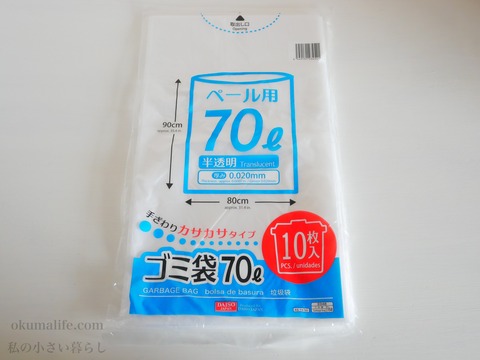 取出し口
Opening
ペール用
70ℓ
半透明 Translucent
厚み 0.020mm
90cm
80cm
手ざわりカサカサタイプ
10枚入
PCS./unidades
ゴミ袋70ℓ
GARBAGE BAG bolsa de basura 垃圾袋
DAISO
JAPAN
okumalife.com
私の小さい暮らし